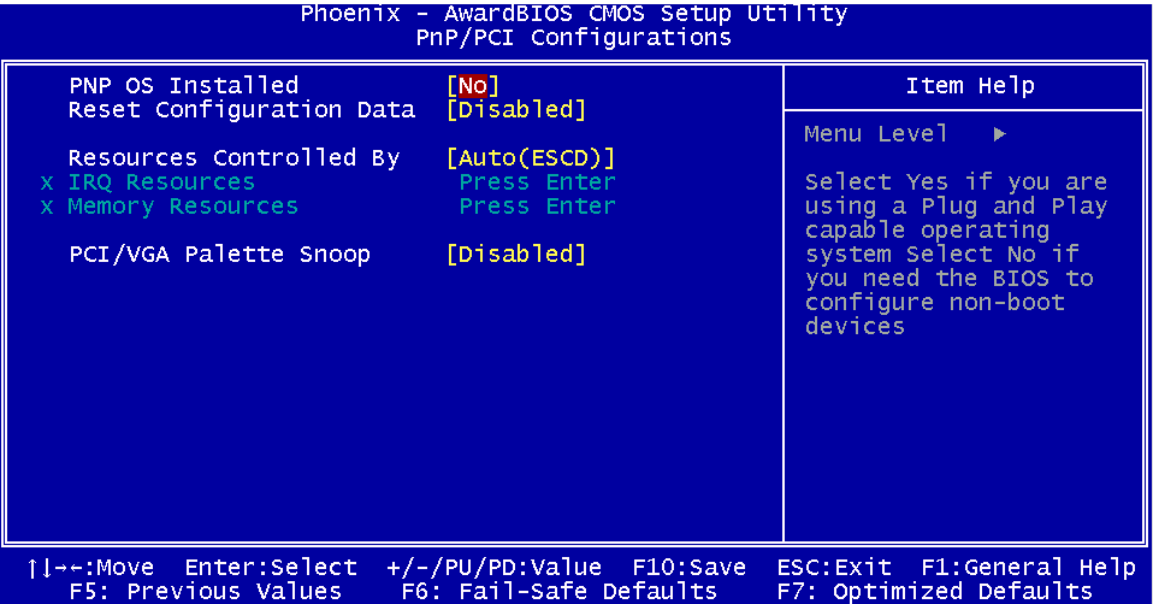 Phoenix - AwardBIOS CMOS Setup Utility
PnP/PCI Configurations
PNP OS Installed [No]
Reset Configuration Data [Disabled]
Resources Controlled By [Auto(ESCD)]
x IRQ Resources Press Enter
x Memory Resources Press Enter
PCI/VGA Palette Snoop [Disabled]
Item Help
Menu Level ▶
Select Yes if you are
using a Plug and Play
capable operating
system Select No if
you need the BIOS to
configure non-boot
devices
↑↓→←:Move Enter:Select +/-/PU/PD:Value F10:Save ESC:Exit F1:General Help
F5: Previous Values F6: Fail-Safe Defaults F7: Optimized Defaults